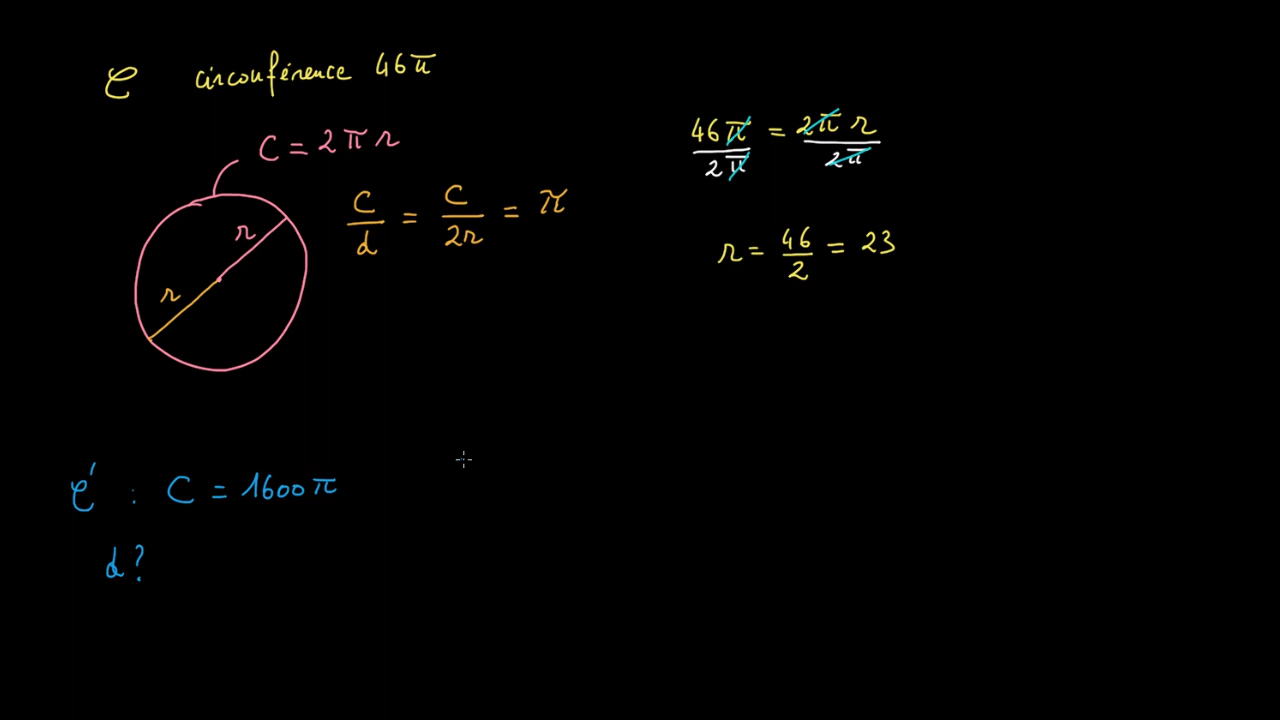 C circonférence 46π
C = 2πr
r
r
C/d = C/2r = π
46π/2π = 2πr/2π
r = 46/2 = 23
C' : C = 1600π
d?